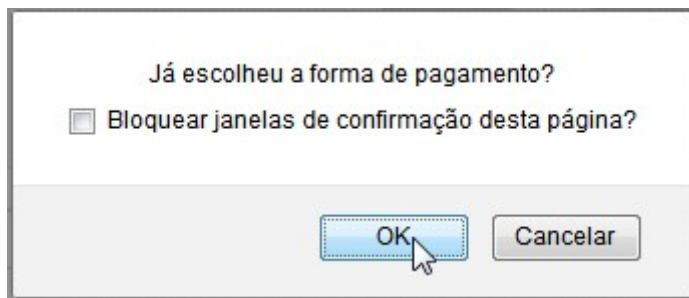 Já escolheu a forma de pagamento?
Bloquear janelas de confirmação desta página?
OK Cancelar